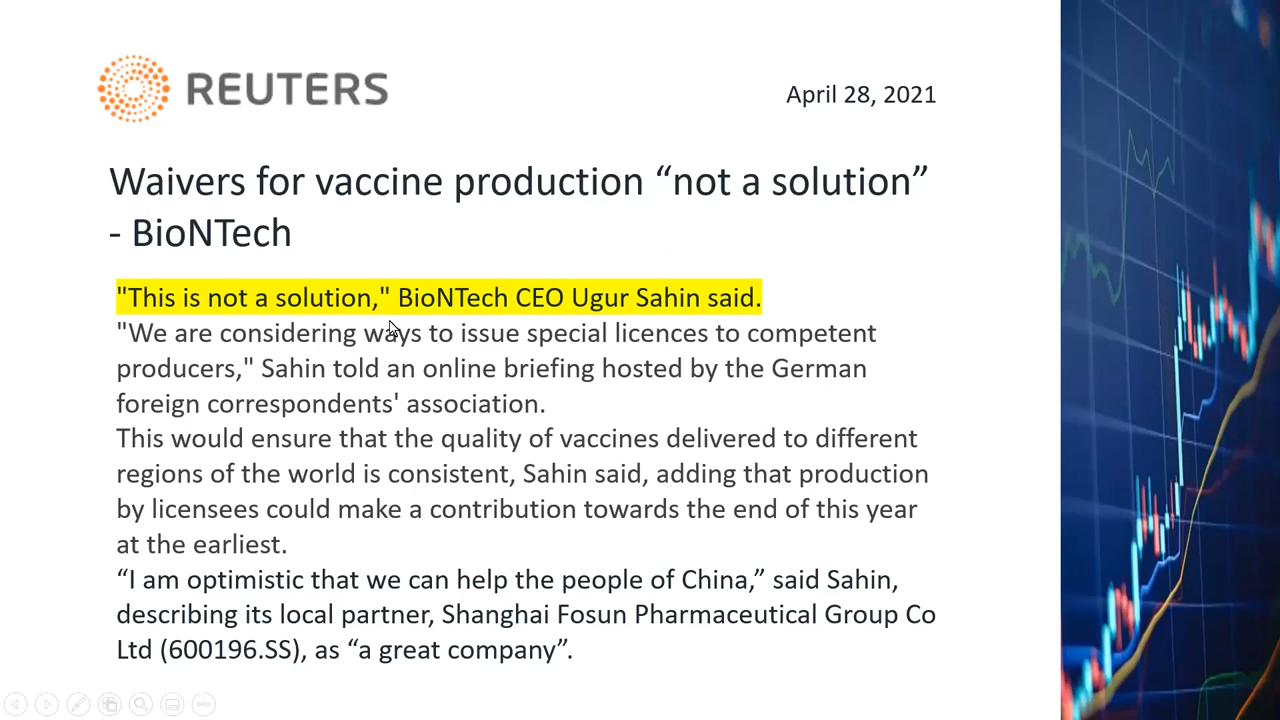 REUTERS
April 28, 2021
Waivers for vaccine production “not a solution”
- BioNTech
"This is not a solution," BioNTech CEO Ugur Sahin said.
"We are considering ways to issue special licences to competent
producers," Sahin told an online briefing hosted by the German
foreign correspondents' association.
This would ensure that the quality of vaccines delivered to different
regions of the world is consistent, Sahin said, adding that production
by licensees could make a contribution towards the end of this year
at the earliest.
“I am optimistic that we can help the people of China,” said Sahin,
describing its local partner, Shanghai Fosun Pharmaceutical Group Co
Ltd (600196.SS), as “a great company”.